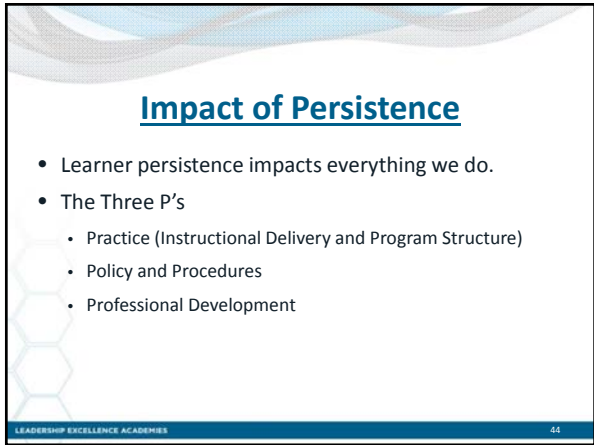 Impact of Persistence
• Learner persistence impacts everything we do.
• The Three P's
• Practice (Instructional Delivery and Program Structure)
• Policy and Procedures
• Professional Development
LEADERSHIP EXCELLENCE ACADEMIES
44